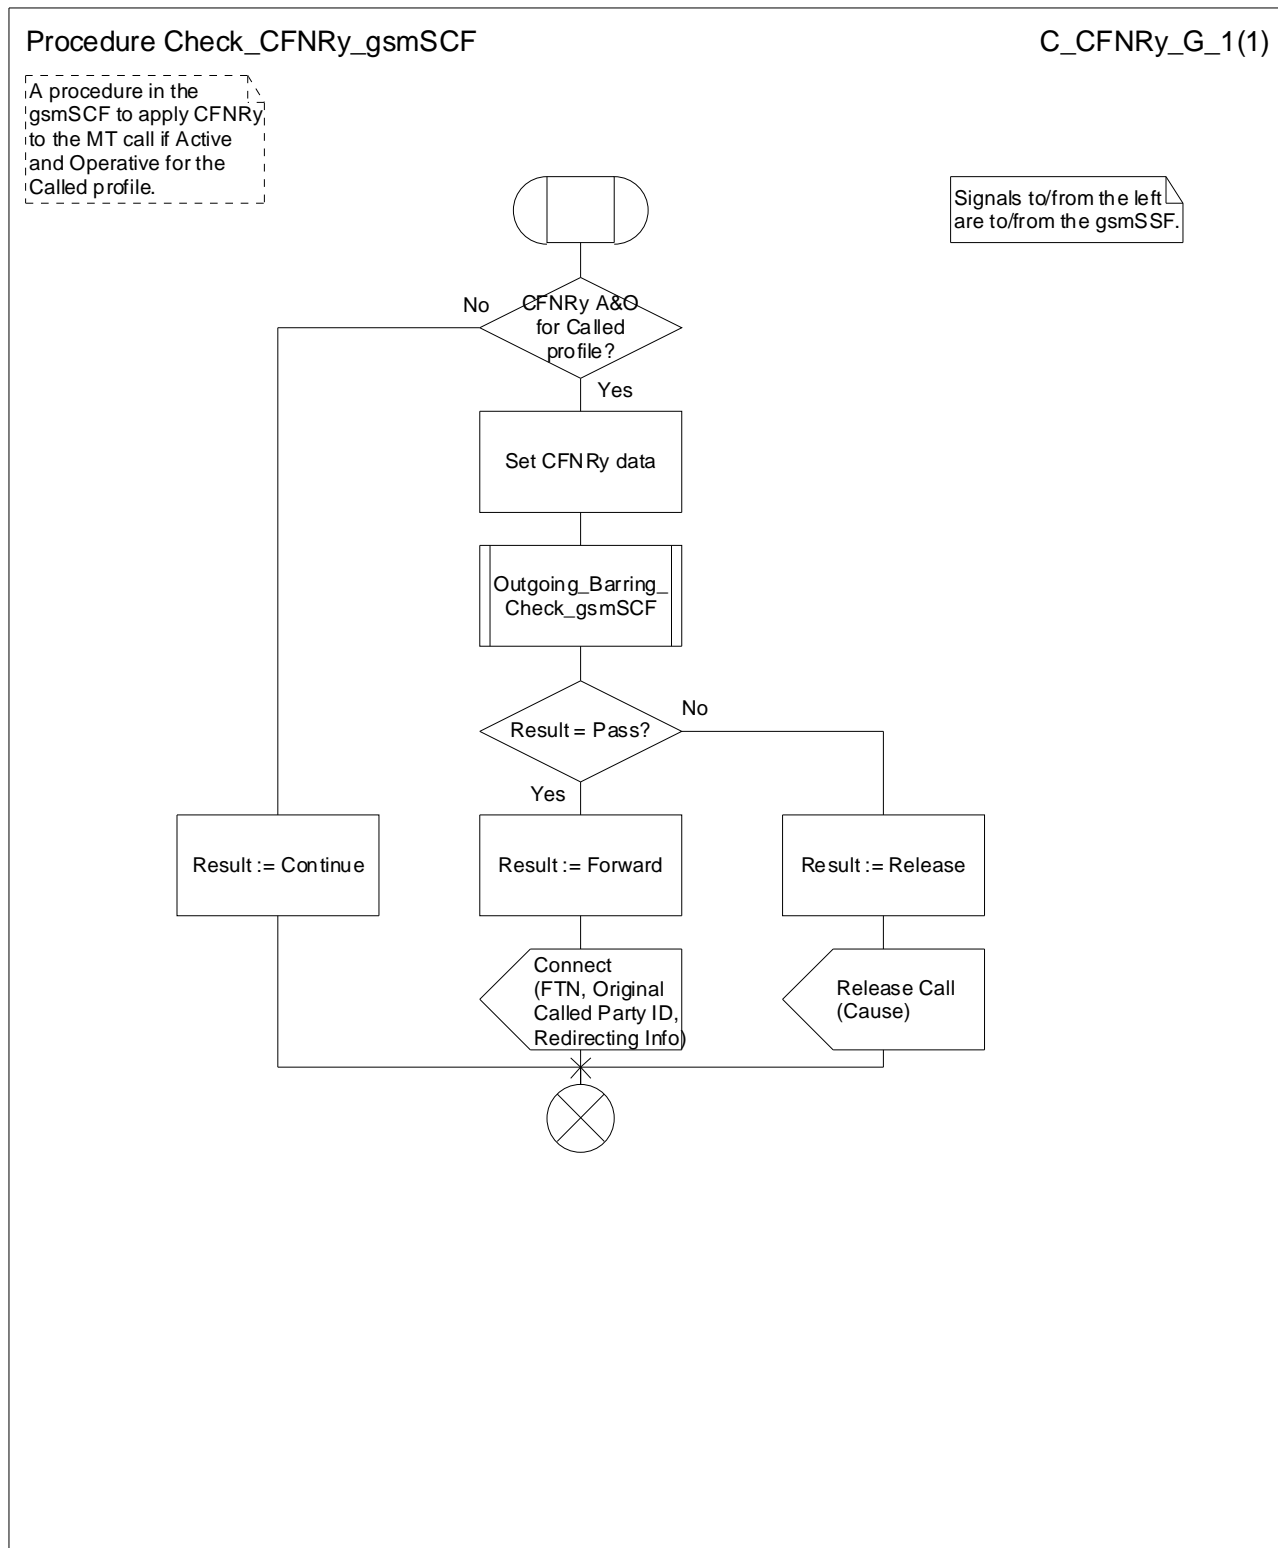 Procedure Check_CFNRy_gsmSCF
C_CFNRy_G_1(1)
A procedure in the
gsmSCF to apply CFNRy
to the MT call if Active
and Operative for the
Called profile.
Signals to/from the left
are to/from the gsmSSF.
No
CFNRy A&O
for Called
profile?
Yes
Set CFNRy data
Outgoing_Barring_
Check_gsmSCF
Result = Pass?
No
Yes
Result := Continue
Result := Forward
Result := Release
Connect
(FTN, Original
Called Party ID,
Redirecting Info)
Release Call
(Cause)